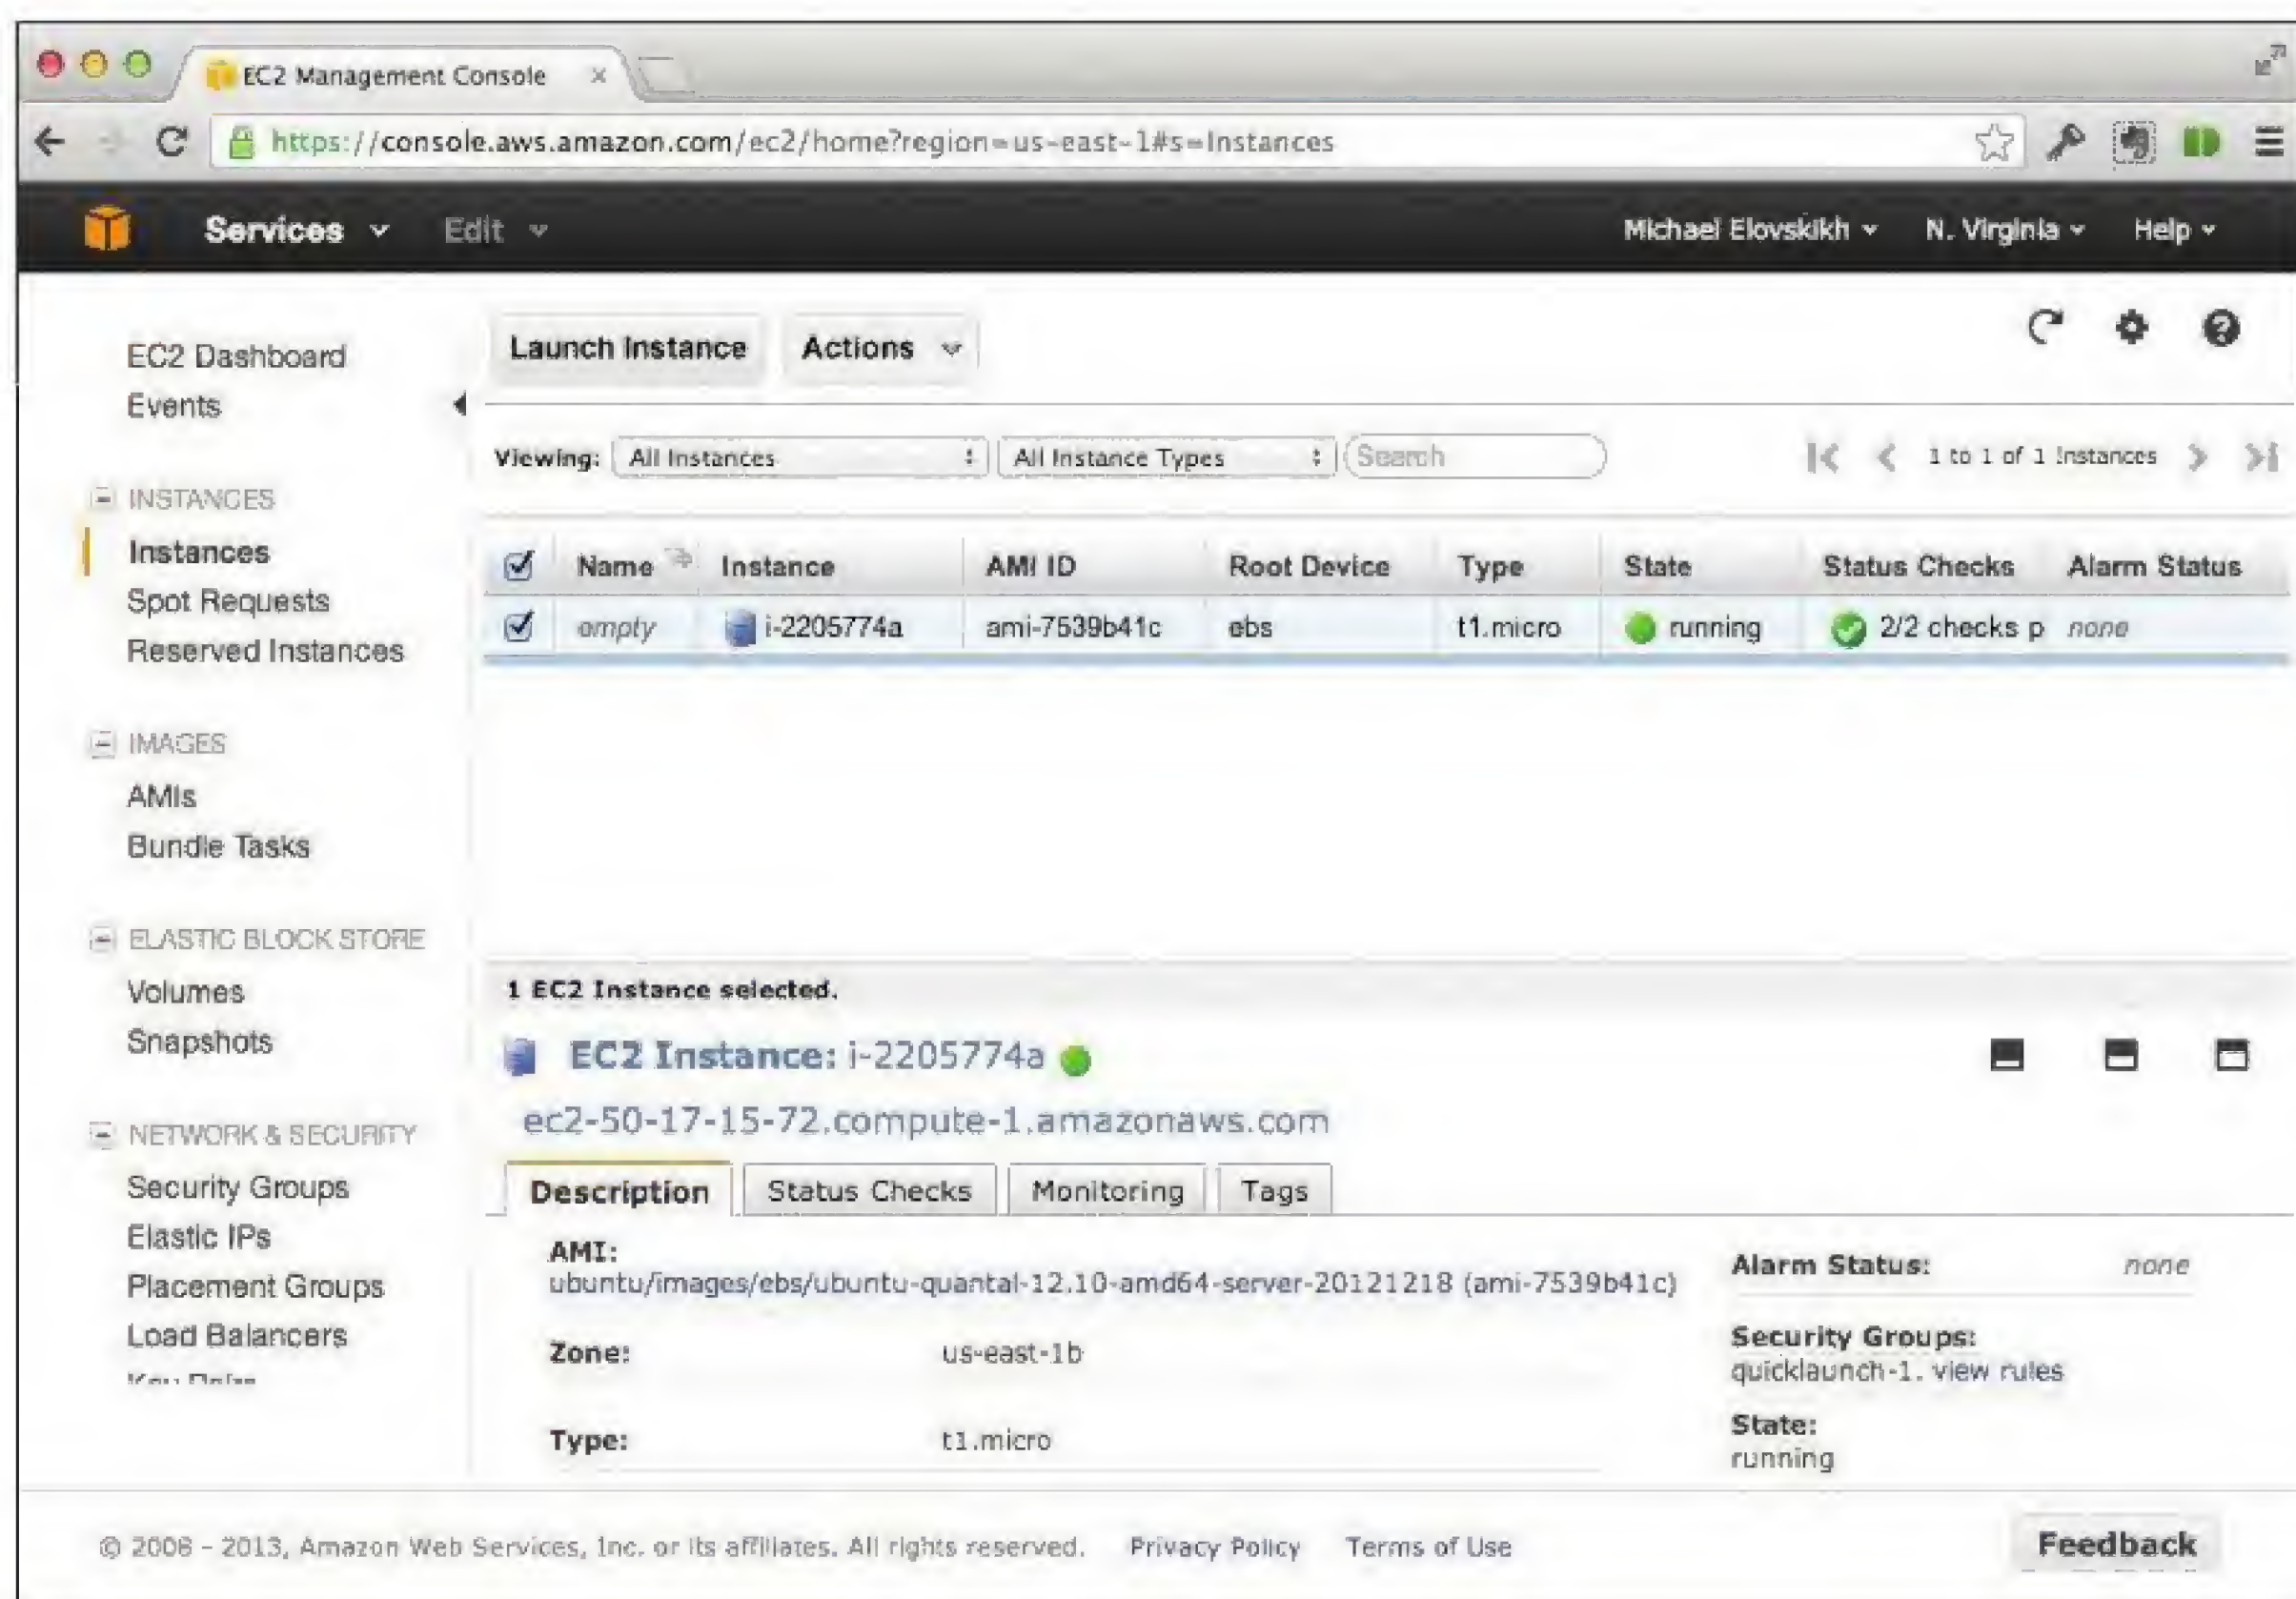 EC2 Management Console
https://console.aws.amazon.com/ec2/home?region=us-east-1#s=Instances
Services Edit Michael Elovskikh N. Virginia Help
EC2 Dashboard
Events
INSTANCES
Instances
Spot Requests
Reserved Instances
IMAGES
AMIs
Bundle Tasks
ELASTIC BLOCK STORE
Volumes
Snapshots
NETWORK & SECURITY
Security Groups
Elastic IPs
Placement Groups
Load Balancers
Launch Instance Actions
Viewing: All Instances All Instance Types Search 1 to 1 of 1 Instances
Name Instance AMI ID Root Device Type State Status Checks Alarm Status
empty i-2205774a ami-7539b41c ebs t1.micro running 2/2 checks p none
1 EC2 Instance selected.
EC2 Instance: i-2205774a
ec2-50-17-15-72.compute-1.amazonaws.com
Description Status Checks Monitoring Tags
AMI:
ubuntu/images/ebs/ubuntu-quantal-12.10-amd64-server-20121218 (ami-7539b41c)
Zone: us-east-1b
Type: t1.micro
Alarm Status: none
Security Groups:
quicklaunch-1. view rules
State:
running
© 2008 - 2013, Amazon Web Services, Inc. or its affiliates. All rights reserved. Privacy Policy Terms of Use
Feedback